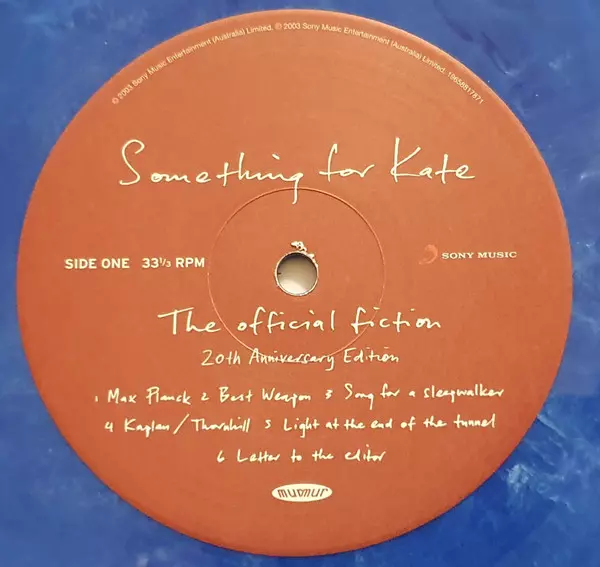 ℗ 2003 Sony Music Entertainment (Australia) Limited, © 2003 Sony Music Entertainment (Australia) Limited. 19658817871
Something for Kate
SIDE ONE 33⅓ RPM
SONY MUSIC
The official fiction
20th Anniversary Edition
1 Max Planck 2 Best Weapon 3 Song for a sleepwalker
4 Kaplan/Thornhill 5 Light at the end of the tunnel
6 Letter to the editor
murmur